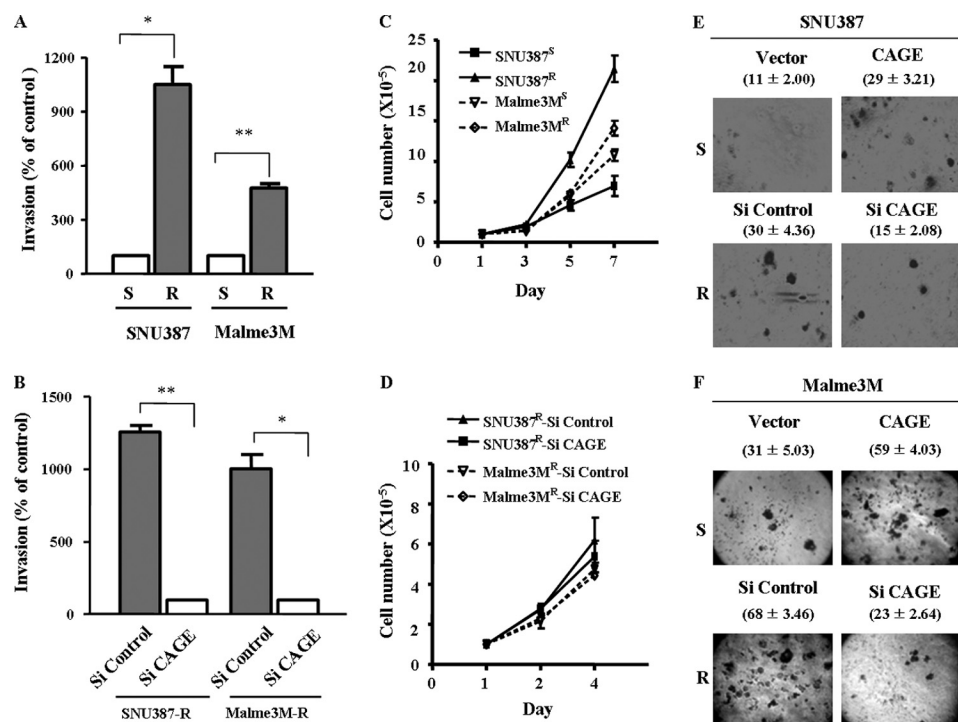 A
Invasion (% of control )
1200
900
600
300
0
*
**
S R S R
SNU387 Malme3M
B
Invasion (% of control)
1500
1000
500
0
**
*
Si Control
Si CAGE
Si Control
Si CAGE
SNU387-R Malme3M-R
C
SNU387S
SNU387R
Malme3MS
Malme3MR
Cell number (X10-5)
25
20
15
10
5
0
0 1 3 5 7
Day
D
SNU387R-Si Control
SNU387R-Si CAGE
Malme3MR-Si Control
Malme3MR-Si CAGE
Cell number (X10-5)
10
8
6
4
2
0
0 1 2 4
Day
E
SNU387
Vector CAGE
(11 ± 2.00) (29 ± 3.21)
S
Si Control Si CAGE
(30 ± 4.36) (15 ± 2.08)
R
F
Malme3M
Vector CAGE
(31 ± 5.03) (59 ± 4.03)
S
Si Control Si CAGE
(68 ± 3.46) (23 ± 2.64)
R